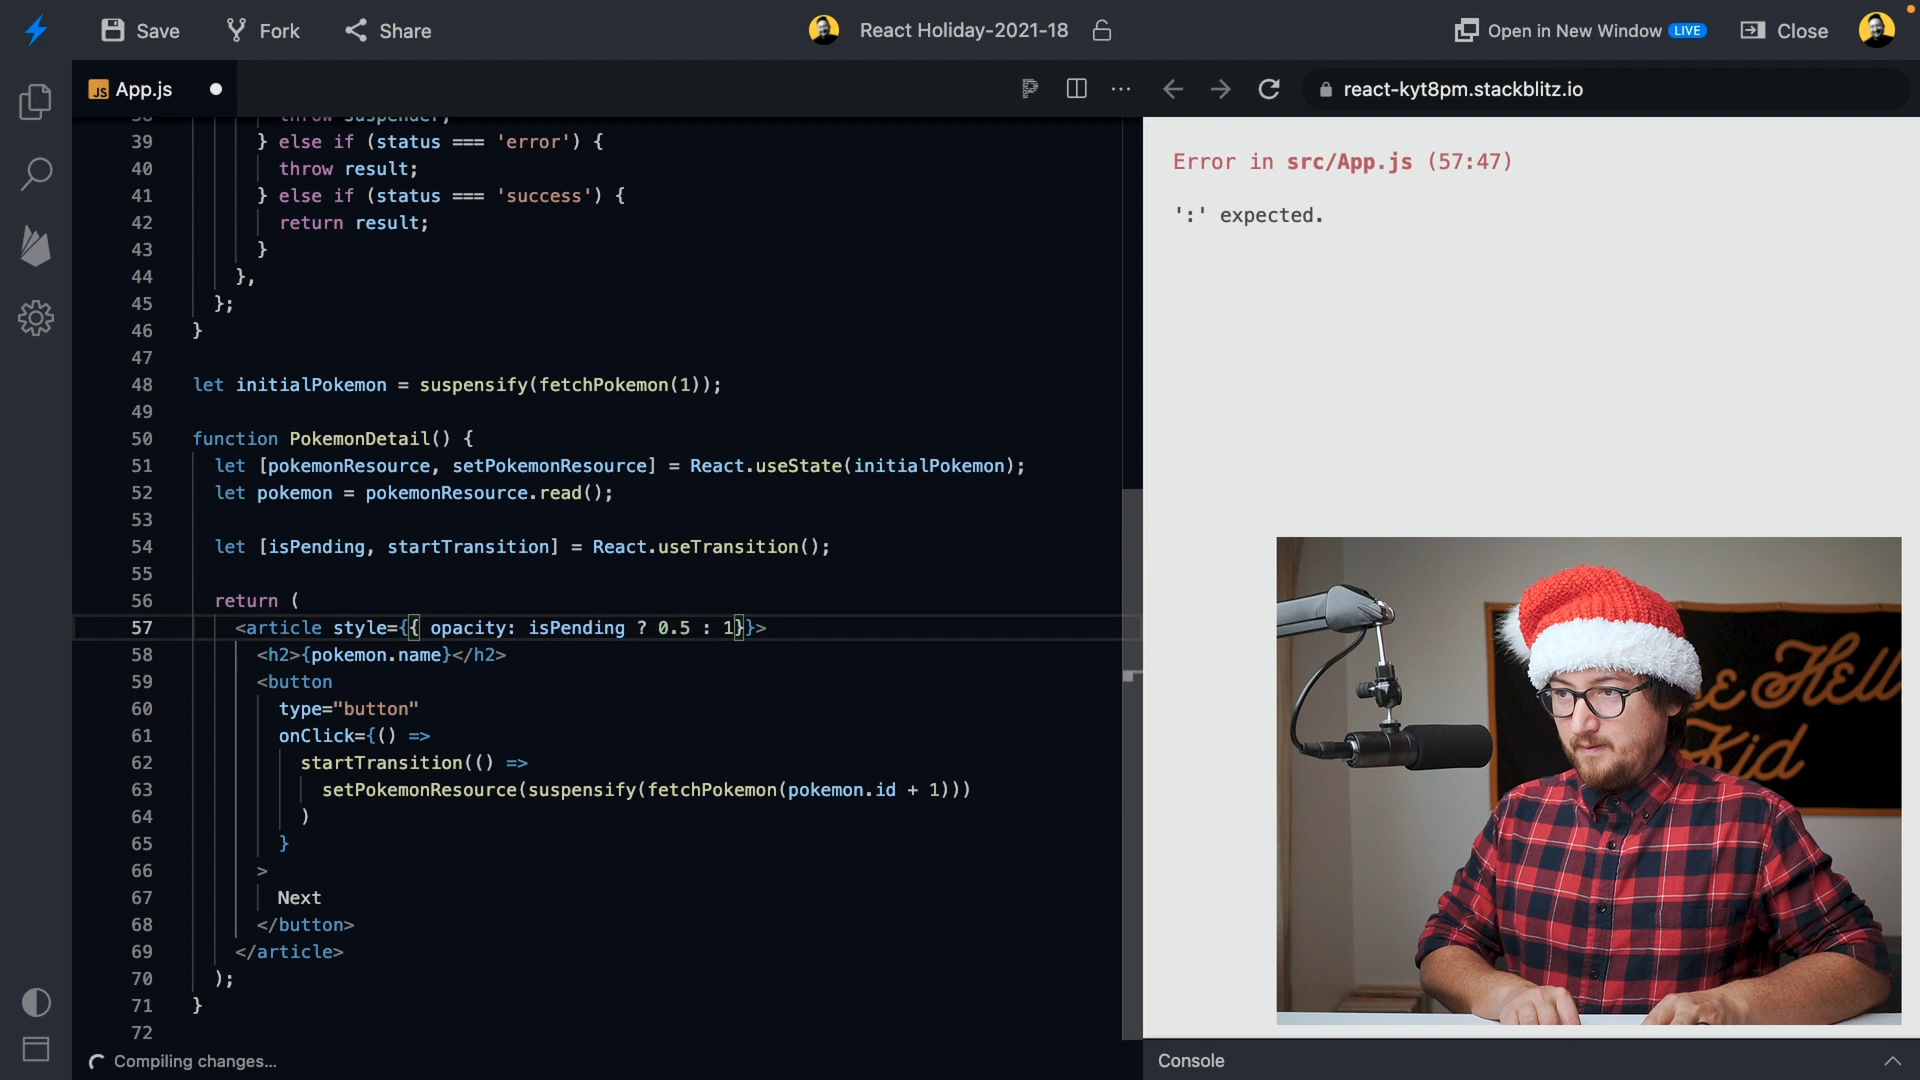 Save
Fork
Share
React Holiday-2021-18
Open in New Window LIVE
Close
JS App.js
react-kyt8pm.stackblitz.io
38 throw suspender;
39 } else if (status === 'error') {
40 throw result;
41 } else if (status === 'success') {
42 return result;
43 }
44 },
45 };
46 }
47
48 let initialPokemon = suspensify(fetchPokemon(1));
49
50 function PokemonDetail() {
51 let [pokemonResource, setPokemonResource] = React.useState(initialPokemon);
52 let pokemon = pokemonResource.read();
53
54 let [isPending, startTransition] = React.useTransition();
55
56 return (
57 <article style={{ opacity: isPending ? 0.5 : 1}}>
58 <h2>{pokemon.name}</h2>
59 <button
60 type="button"
61 onClick={() =>
62 startTransition(() =>
63 setPokemonResource(suspensify(fetchPokemon(pokemon.id + 1)))
64 )
65 }
66 >
67 Next
68 </button>
69 </article>
70 );
71 }
72
Compiling changes...
Error in src/App.js (57:47)
':' expected.
Hell
Kid
Console